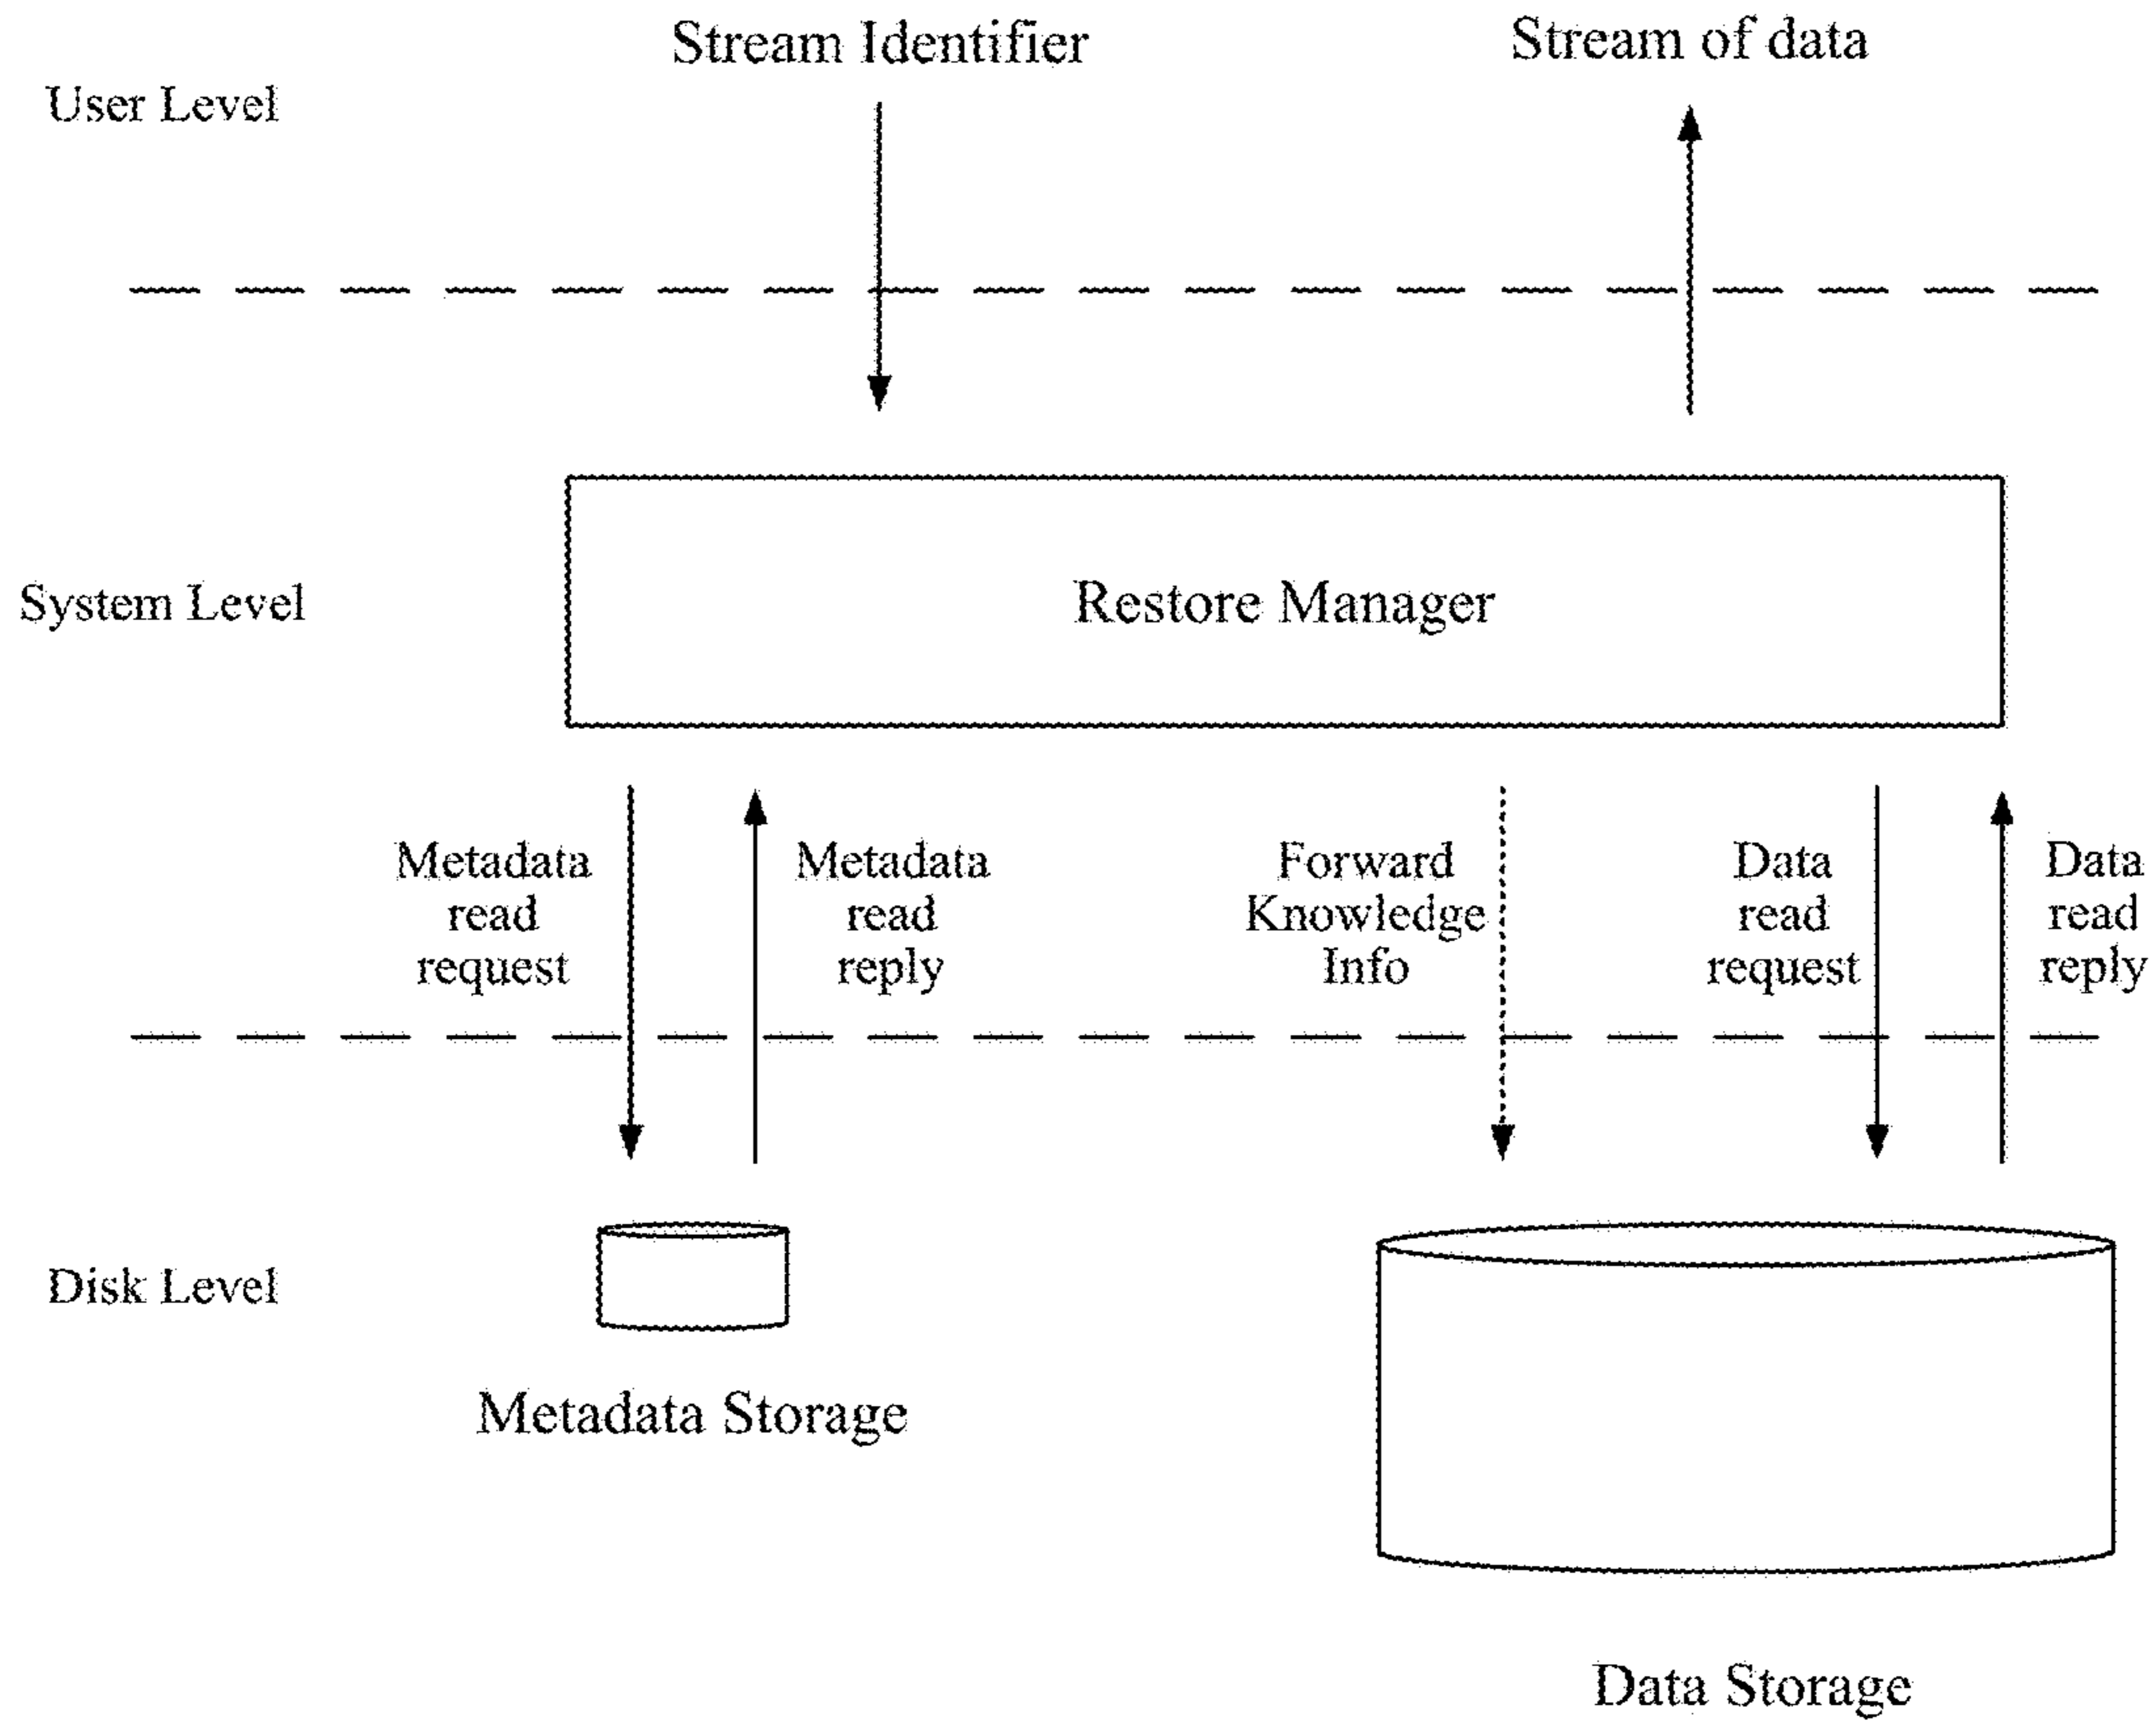 Stream Identifier
Stream of data
User Level
System Level
Restore Manager
Metadata
read
request
Metadata
read
reply
Forward
Knowledge
Info
Data
read
request
Data
read
reply
Disk Level
Metadata Storage
Data Storage